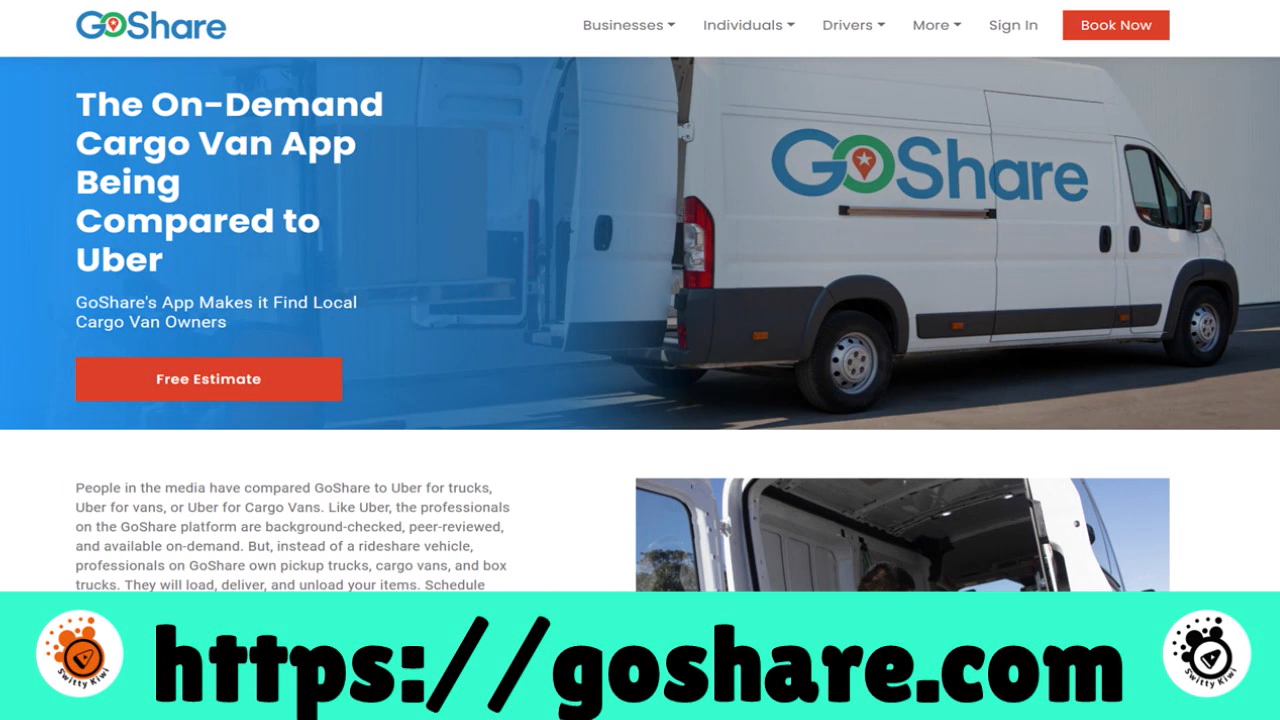 GoShare
Businesses
Individuals
Drivers
More
Sign In
Book Now
The On-Demand
Cargo Van App
Being
Compared to
Uber
GoShare's App Makes it Find Local
Cargo Van Owners
Free Estimate
GoShare
People in the media have compared GoShare to Uber for trucks,
Uber for vans, or Uber for Cargo Vans. Like Uber, the professionals
on the GoShare platform are background-checked, peer-reviewed,
and available on-demand. But, instead of a rideshare vehicle,
professionals on GoShare own pickup trucks, cargo vans, and box
trucks. They will load, deliver, and unload your items. Schedule
Switty Kiwi
https://goshare.com
Switty Kiwi